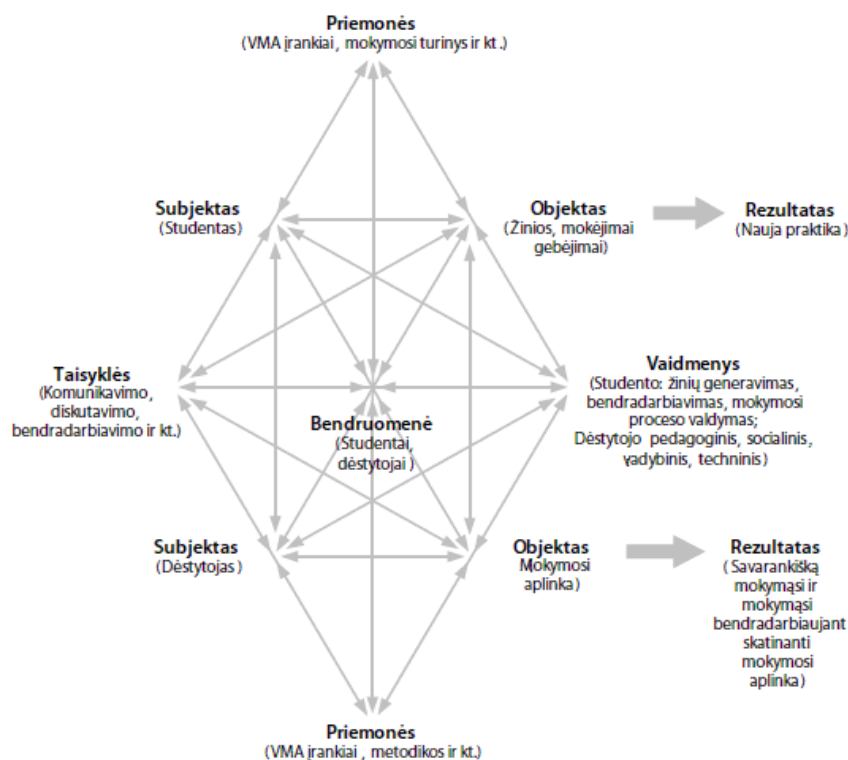 Priemonės
(VMA įrankiai , mokymosi turinys ir kt.)
Subjektas
(Studentas)
Objektas
(Žinios, mokėjimai
gebėjimai)
Rezultatas
(Nauja praktika)
Taisyklės
(Komunikavimo,
diskutavimo,
bendradarbiavimo ir kt.)
Bendruomenė
(Studentai,
dėstytojai )
Vaidmenys
(Studento: žinių generavimas,
bendradarbiavimas, mokymosi
proceso valdymas;
Dėstytojo pedagoginis, socialinis,
vadybinis, techninis)
Subjektas
(Dėstytojas )
Objektas
Mokymosi
aplinka)
Rezultatas
( Savarankišką
mokymąsi ir
mokymąsi
bendradarbiaujant
skatinanti
mokymosi
aplinka)
Priemonės
(VMA įrankiai , metodikos ir kt.)